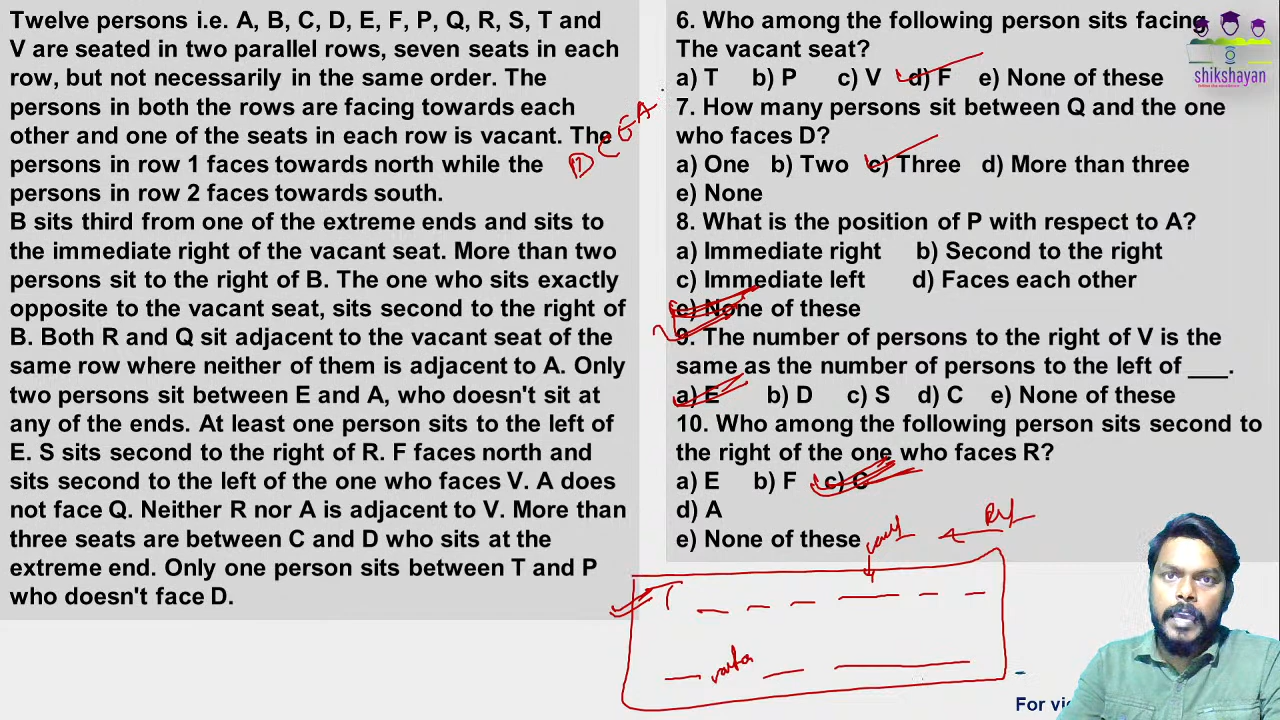 Twelve persons i.e. A, B, C, D, E, F, P, Q, R, S, T and
V are seated in two parallel rows, seven seats in each
row, but not necessarily in the same order. The
persons in both the rows are facing towards each
other and one of the seats in each row is vacant. The
persons in row 1 faces towards north while the
persons in row 2 faces towards south.
B sits third from one of the extreme ends and sits to
the immediate right of the vacant seat. More than two
persons sit to the right of B. The one who sits exactly
opposite to the vacant seat, sits second to the right of
B. Both R and Q sit adjacent to the vacant seat of the
same row where neither of them is adjacent to A. Only
two persons sit between E and A, who doesn't sit at
any of the ends. At least one person sits to the left of
E. S sits second to the right of R. F faces north and
sits second to the left of the one who faces V. A does
not face Q. Neither R nor A is adjacent to V. More than
three seats are between C and D who sits at the
extreme end. Only one person sits between T and P
who doesn't face D.
D C E A
6. Who among the following person sits facing
The vacant seat?
a) T b) P c) V d) F e) None of these
7. How many persons sit between Q and the one
who faces D?
a) One b) Two c) Three d) More than three
e) None
8. What is the position of P with respect to A?
a) Immediate right b) Second to the right
c) Immediate left d) Faces each other
e) None of these
9. The number of persons to the right of V is the
same as the number of persons to the left of ___.
a) E b) D c) S d) C e) None of these
10. Who among the following person sits second to
the right of the one who faces R?
a) E b) F c) C
d) A
e) None of these
shikshayan
T
For vi